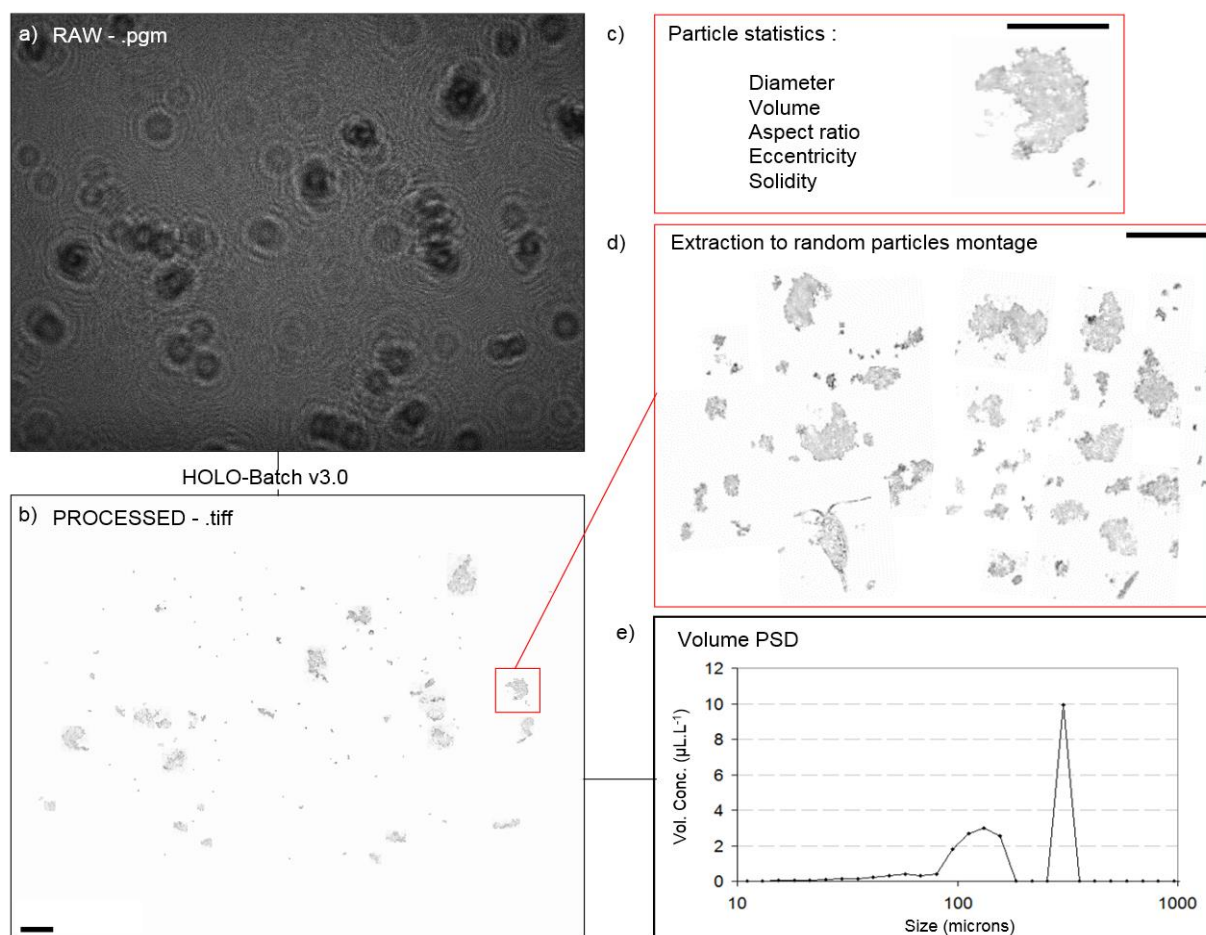 a) RAW - .pgm
HOLO-Batch v3.0
b) PROCESSED - .tiff
c) Particle statistics :
Diameter
Volume
Aspect ratio
Eccentricity
Solidity
d) Extraction to random particles montage
e) Volume PSD
Vol. Conc. (µL.L⁻¹)
12
10
8
6
4
2
0
10 100 1000
Size (microns)